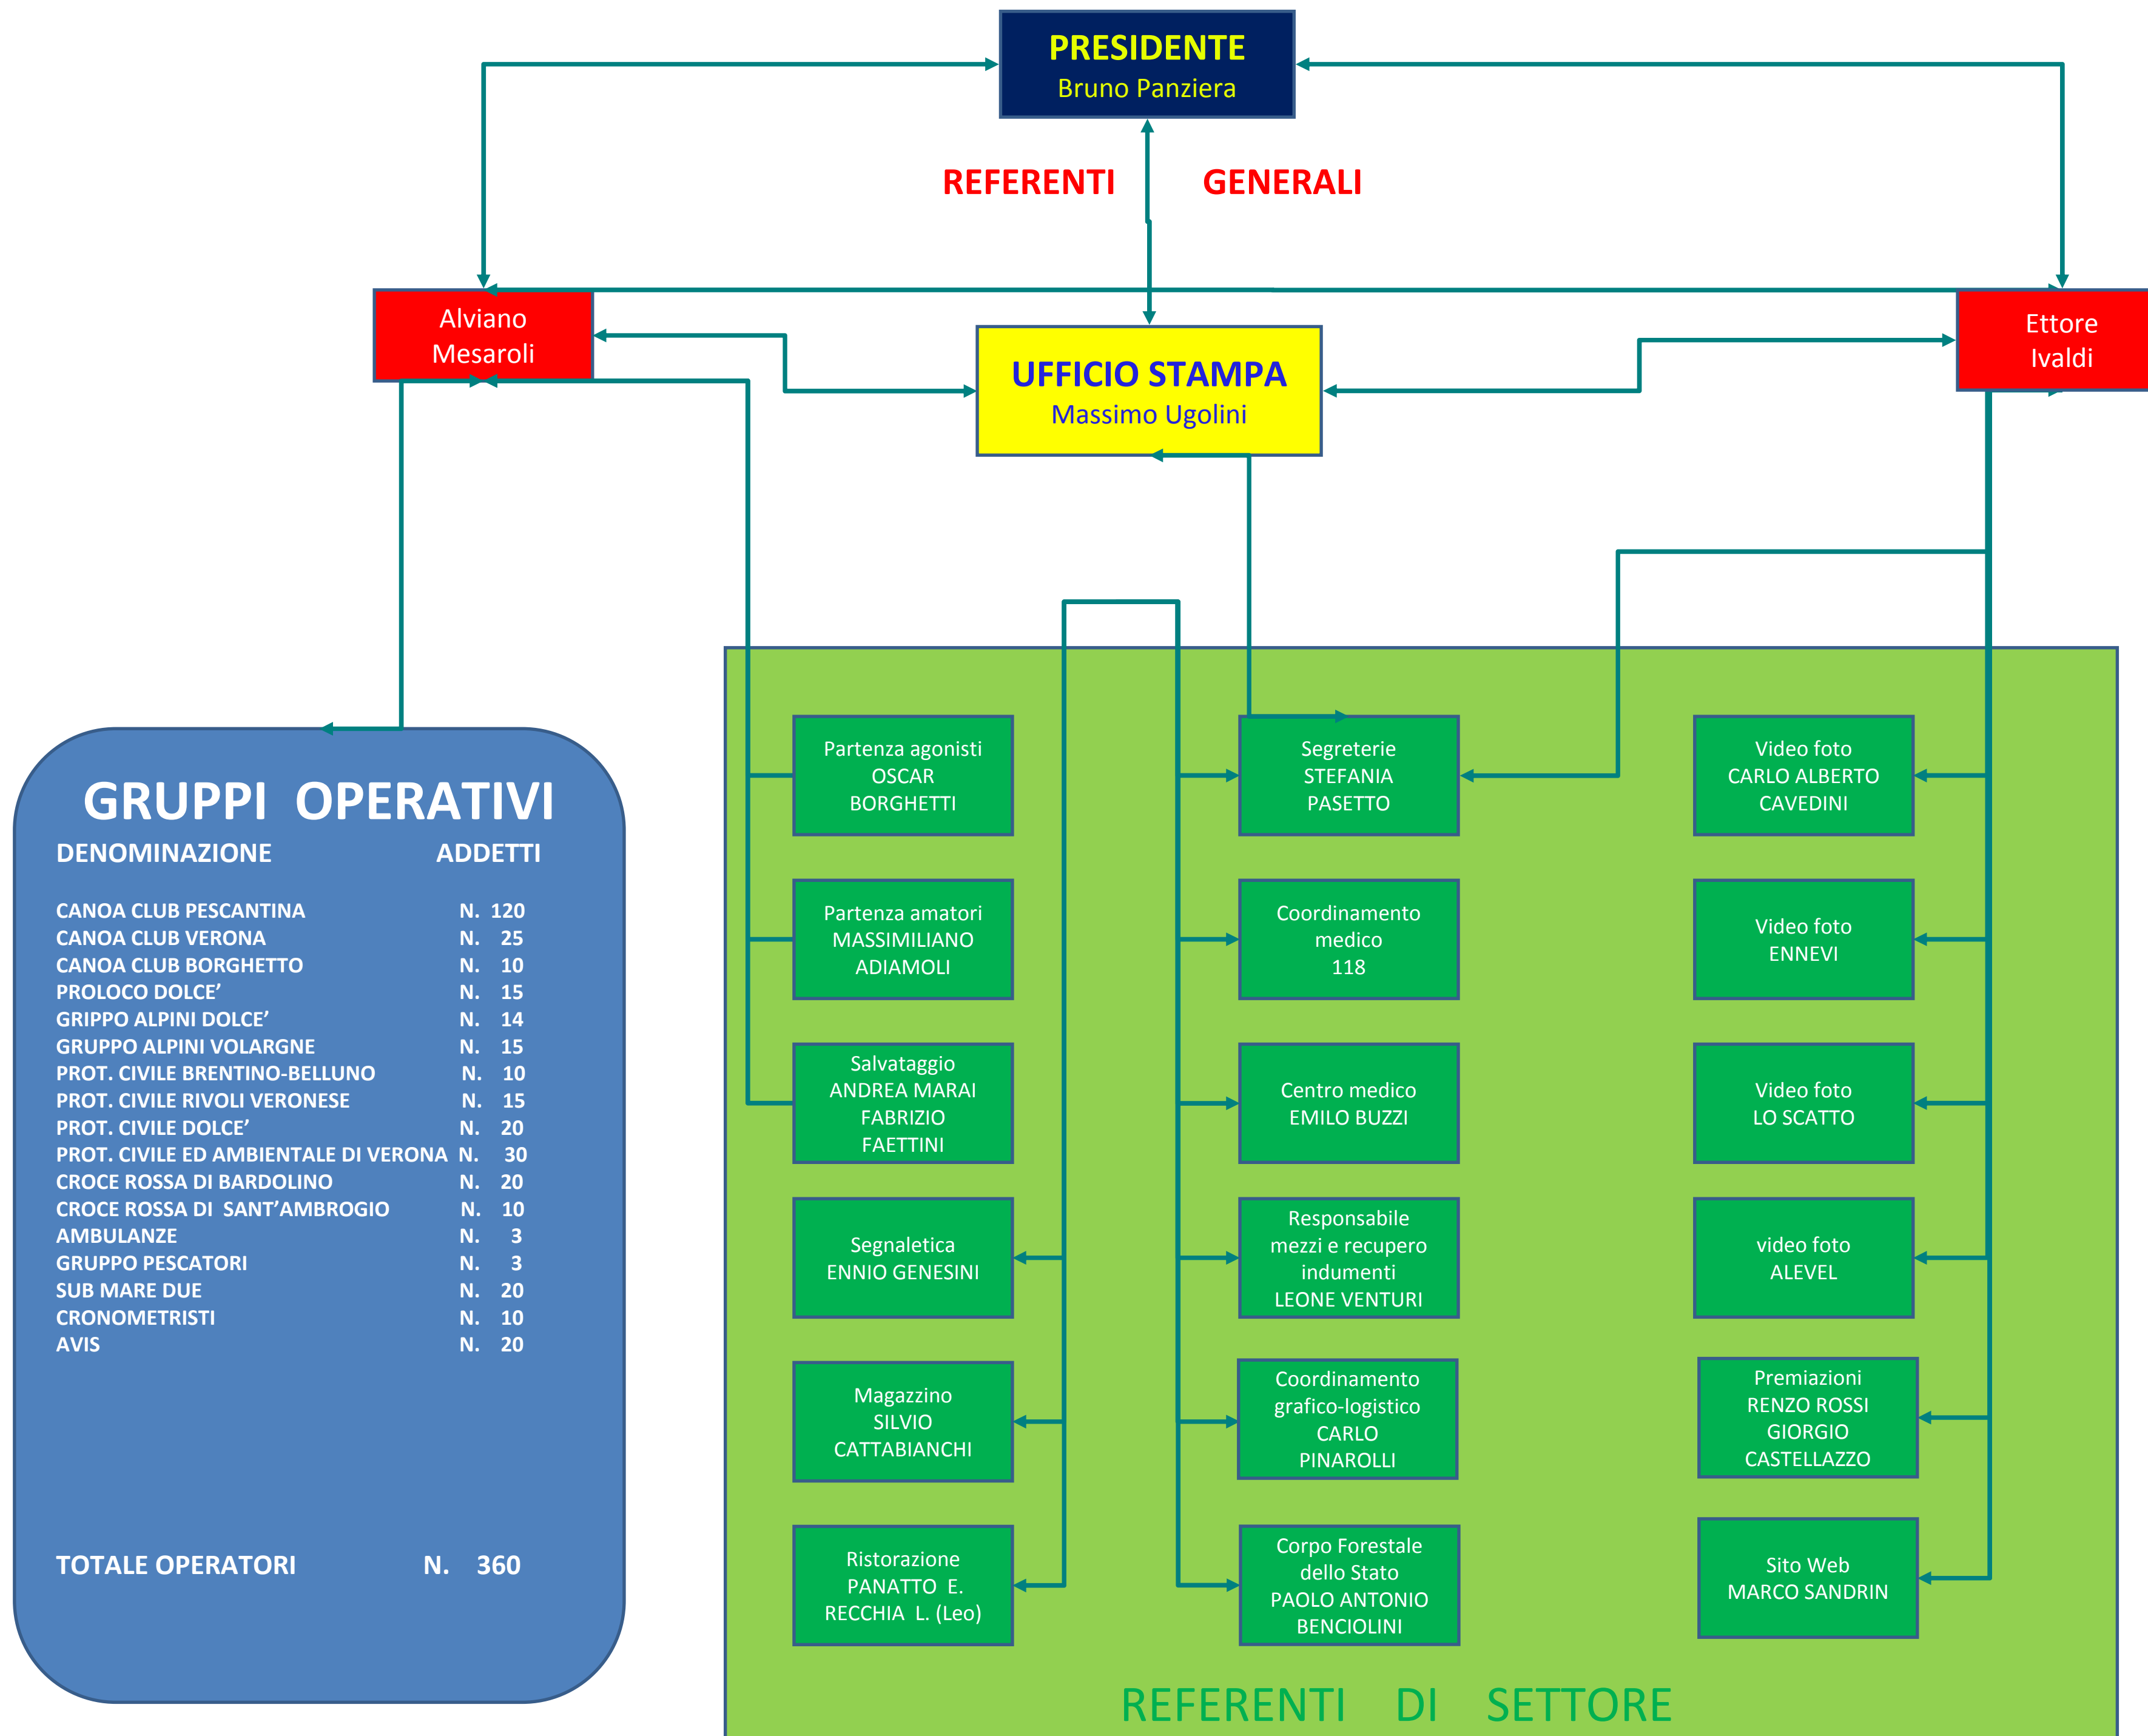 PRESIDENTE
Bruno Panziera
REFERENTI GENERALI
Alviano
Mesaroli
UFFICIO STAMPA
Massimo Ugolini
Ettore
Ivaldi
GRUPPI OPERATIVI
DENOMINAZIONE ADDETTI
CANOA CLUB PESCANTINA N. 120
CANOA CLUB VERONA N. 25
CANOA CLUB BORGHETTO N. 10
PROLOCO DOLCE’ N. 15
GRIPPO ALPINI DOLCE’ N. 14
GRUPPO ALPINI VOLARGNE N. 15
PROT. CIVILE BRENTINO-BELLUNO N. 10
PROT. CIVILE RIVOLI VERONESE N. 15
PROT. CIVILE DOLCE’ N. 20
PROT. CIVILE ED AMBIENTALE DI VERONA N. 30
CROCE ROSSA DI BARDOLINO N. 20
CROCE ROSSA DI SANT’AMBROGIO N. 10
AMBULANZE N. 3
GRUPPO PESCATORI N. 3
SUB MARE DUE N. 20
CRONOMETRISTI N. 10
AVIS N. 20
TOTALE OPERATORI N. 360
Partenza agonisti
OSCAR
BORGHETTI
Partenza amatori
MASSIMILIANO
ADIAMOLI
Salvataggio
ANDREA MARAI
FABRIZIO
FAETTINI
Segnaletica
ENNIO GENESINI
Magazzino
SILVIO
CATTABIANCHI
Ristorazione
PANATTO E.
RECCHIA L. (Leo)
Segreterie
STEFANIA
PASETTO
Coordinamento
medico
118
Centro medico
EMILO BUZZI
Responsabile
mezzi e recupero
indumenti
LEONE VENTURI
Coordinamento
grafico-logistico
CARLO
PINAROLLI
Corpo Forestale
dello Stato
PAOLO ANTONIO
BENCIOLINI
Video foto
CARLO ALBERTO
CAVEDINI
Video foto
ENNEVI
Video foto
LO SCATTO
video foto
ALEVEL
Premiazioni
RENZO ROSSI
GIORGIO
CASTELLAZZO
Sito Web
MARCO SANDRIN
REFERENTI DI SETTORE